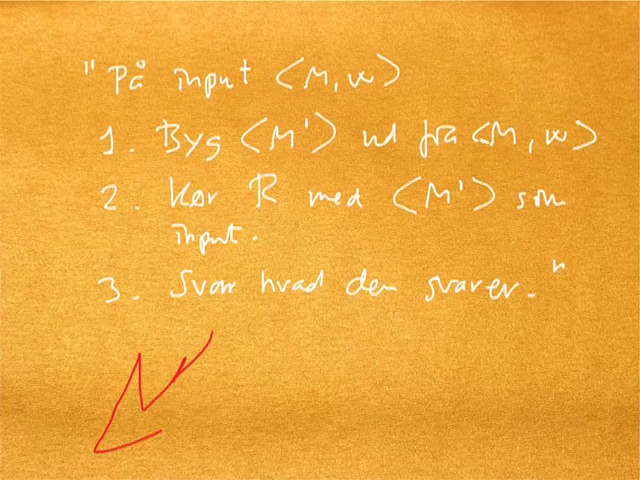 "På input ⟨M,w⟩
1. Byg ⟨M'⟩ ud fra ⟨M,w⟩
2. Kør R med ⟨M'⟩ som
input.
3. Svar hvad den svarer."